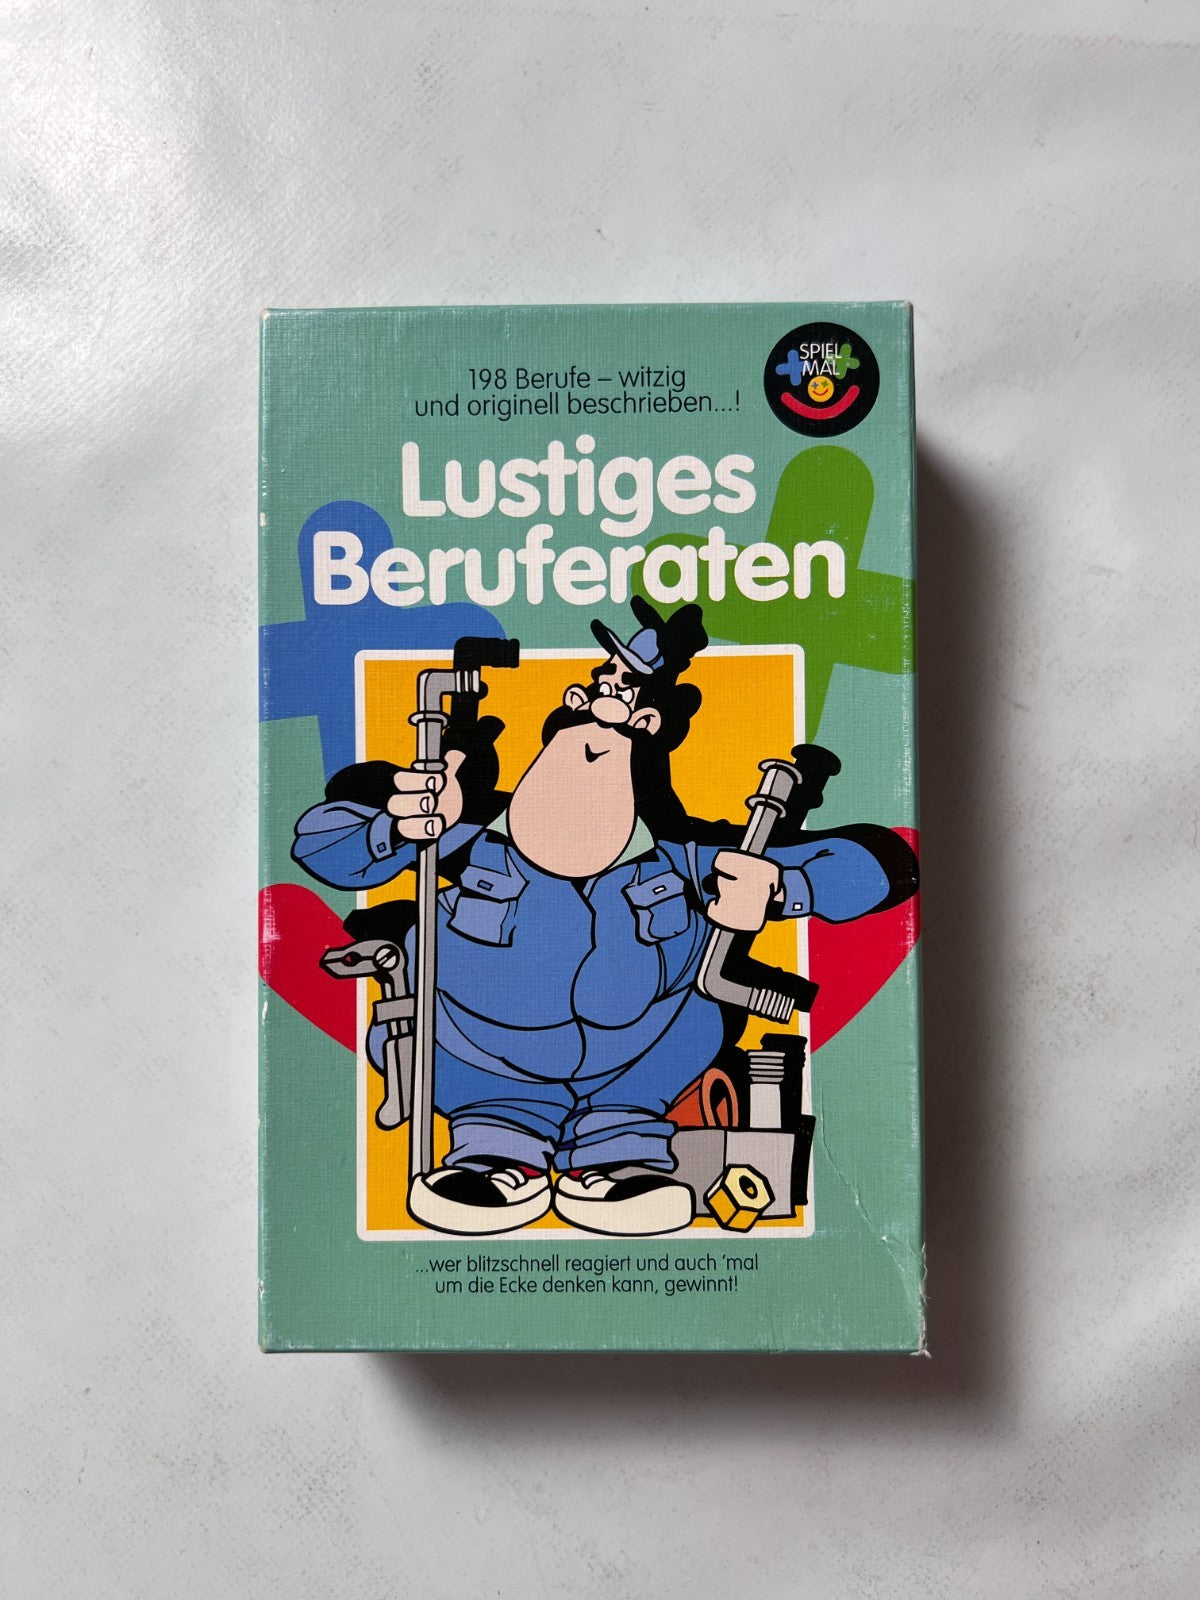 SPIEL
MAL
198 Berufe – witzig
und originell beschrieben...!
Lustiges
Beruferaten
...wer blitzschnell reagiert und auch 'mal
um die Ecke denken kann, gewinnt!